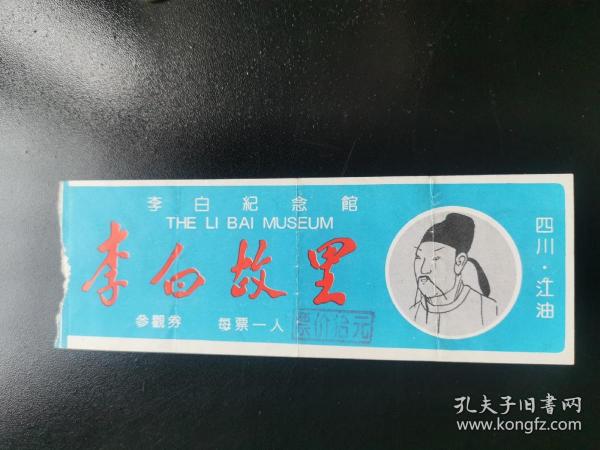 李白紀念館
THE LI BAI MUSEUM
李白故里
參觀券 每票一人
票价拾元
四川·江油
孔夫子旧书网
www.kongfz.com